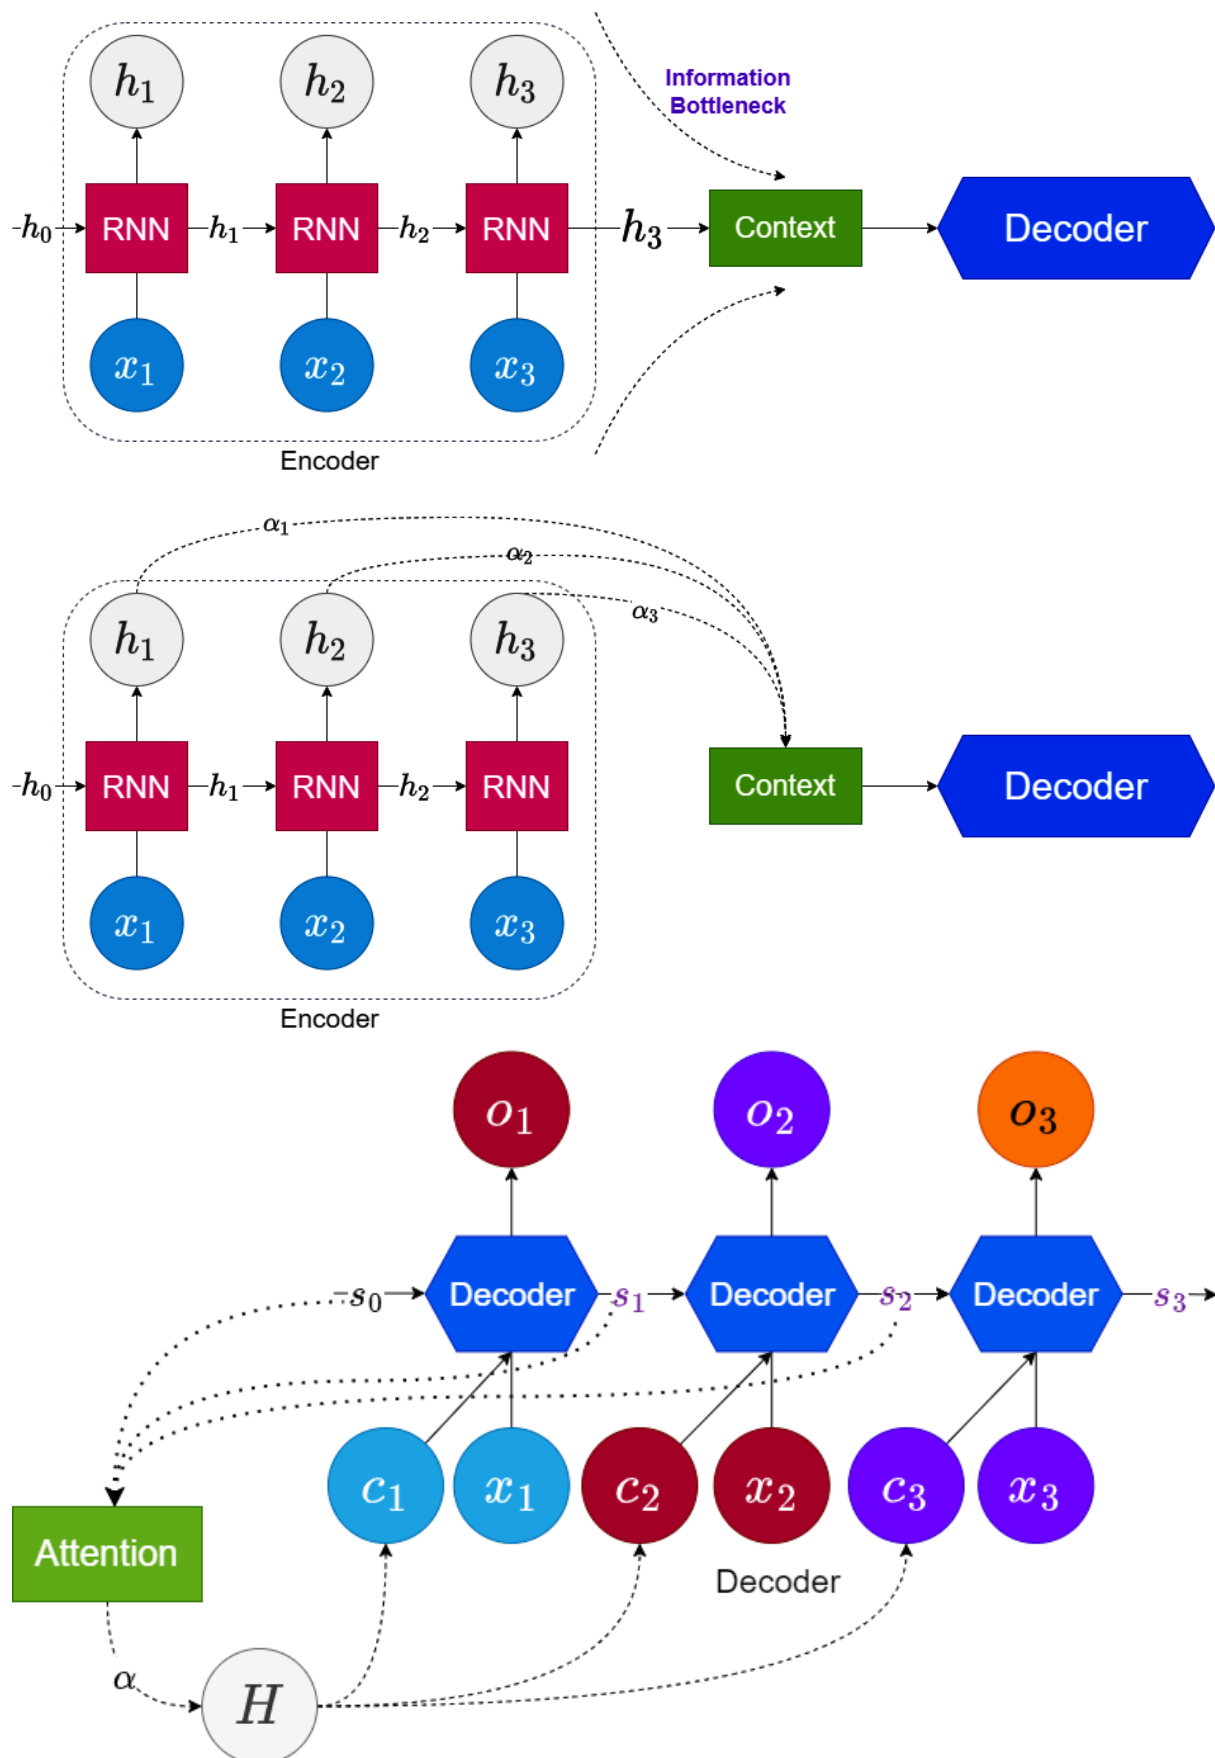 h₁ h₂ h₃
Information
Bottleneck
h₀ RNN h₁ RNN h₂ RNN h₃ Context Decoder
x₁ x₂ x₃
Encoder
α₁
α₂
α₃
h₁ h₂ h₃
h₀ RNN h₁ RNN h₂ RNN Context Decoder
x₁ x₂ x₃
Encoder
o₁ o₂ o₃
s₀ Decoder s₁ Decoder s₂ Decoder s₃
c₁ x₁ c₂ x₂ c₃ x₃
Attention
Decoder
α
H